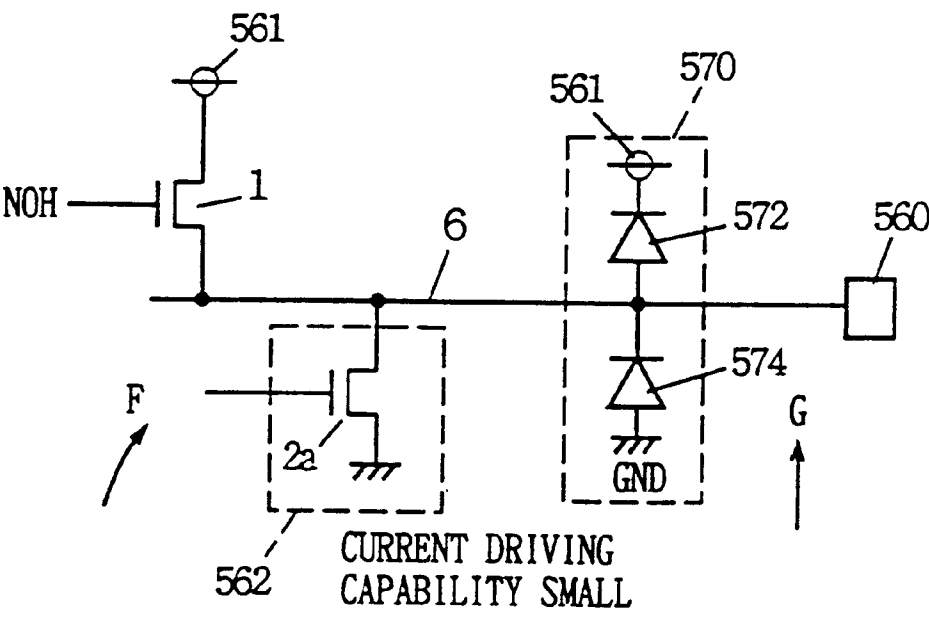 561
570
561
NOH
1
572
560
6
574
F
G
2a
GND
562
CURRENT DRIVING
CAPABILITY SMALL